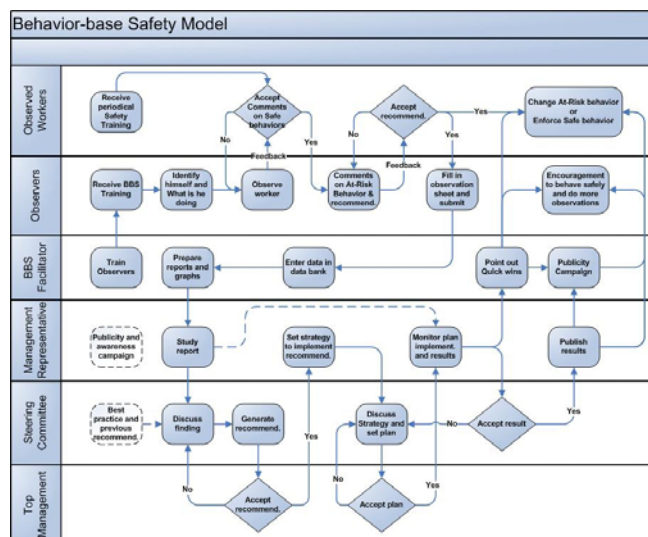 Behavior-base Safety Model
Observed
Workers
Receive
periodical
Safety
Training
Accept
Comments
on Safe
behaviors
No
Yes
Feedback
Accept
recommend.
No
Yes
Yes
Feedback
Change At-Risk behavior
or
Enforce Safe behavior
Observers
Receive BBS
Training
Identify
himself and
What is he
doing
Observe
worker
Comments
on At-Risk
Behavior &
recommend.
Fill in
observation
sheet and
submit
Encouragement
to behave safely
and do more
observations
BBS
Facilitator
Train
Observers
Prepare
reports and
graphs
Enter data in
data bank
Point out
Quick wins
Publicity
Campaign
Management
Representative
Publicity and
awareness
campaign
Study
report
Set strategy
to implement
recommend.
Monitor plan
implement.
and results
Publish
results
Steering
Committee
Best
practice and
previous
recommend.
Discuss
finding
Generate
recommend.
Yes
Discuss
Strategy and
set plan
No
Accept result
Yes
Top
Management
No
Accept
recommend.
No
Accept plan
Yes